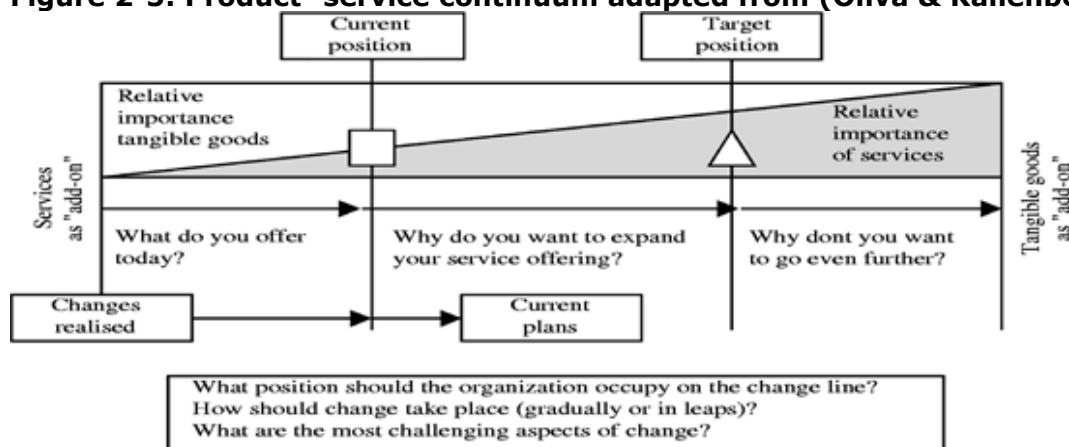 Figure 2-3: Product- service continuum adapted from (Oliva &
Current
position
Target
position
Relative
importance
tangible goods
Relative
importance
of services
Services
as "add-on"
Tangible goods
as "add-on"
What do you offer
today?
Why do you want to expand
your service offering?
Why dont you want
to go even further?
Changes
realised
Current
plans
What position should the organization occupy on the change line?
How should change take place (gradually or in leaps)?
What are the most challenging aspects of change?